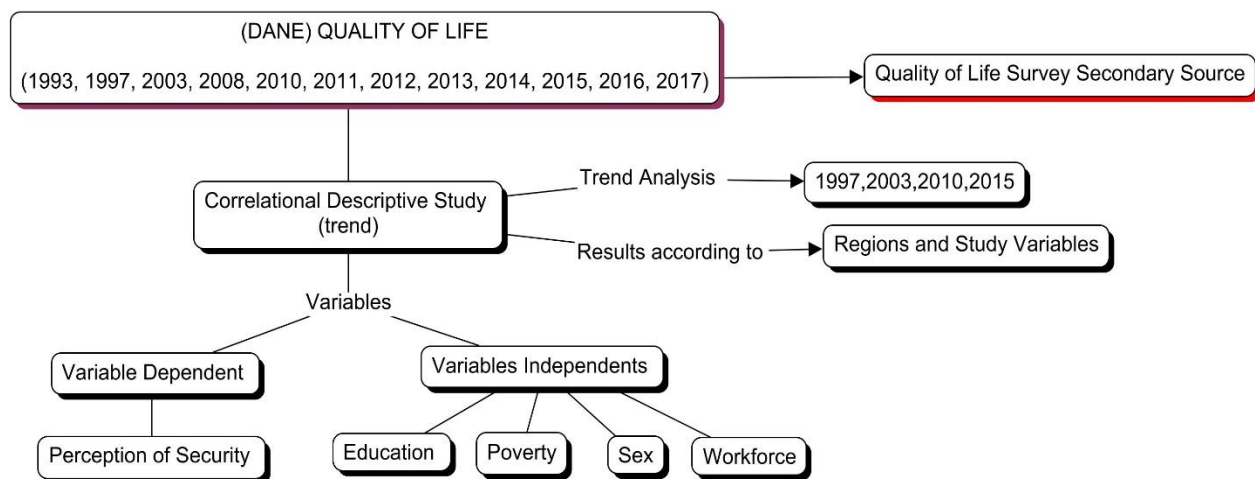 (DANE) QUALITY OF LIFE
(1993, 1997, 2003, 2008, 2010, 2011, 2012, 2013, 2014, 2015, 2016, 2017)
Quality of Life Survey Secondary Source
Correlational Descriptive Study
(trend)
Trend Analysis
1997,2003,2010,2015
Results according to
Regions and Study Variables
Variables
Variable Dependent
Variables Independents
Perception of Security
Education
Poverty
Sex
Workforce